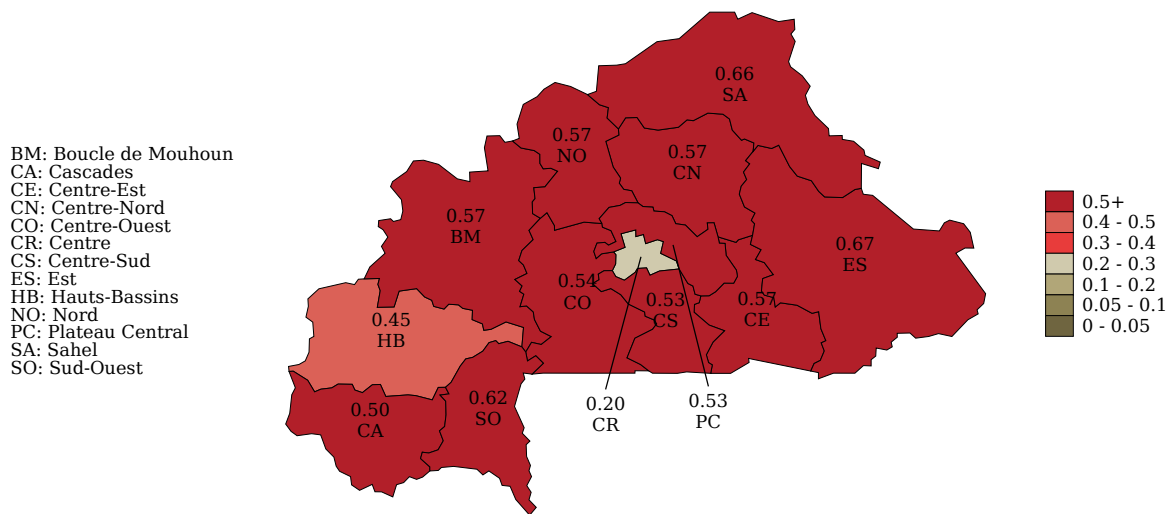 0.66
SA
0.57
NO
0.57
CN
BM: Boucle de Mouhoun
CA: Cascades
CE: Centre-Est
CN: Centre-Nord
CO: Centre-Ouest
CR: Centre
CS: Centre-Sud
ES: Est
HB: Hauts-Bassins
NO: Nord
PC: Plateau Central
SA: Sahel
SO: Sud-Ouest
0.57
BM
0.67
ES
0.54
CO
0.53
CS
0.57
CE
0.45
HB
0.50
CA
0.62
SO
0.20
CR
0.53
PC
0.5+
0.4 - 0.5
0.3 - 0.4
0.2 - 0.3
0.1 - 0.2
0.05 - 0.1
0 - 0.05